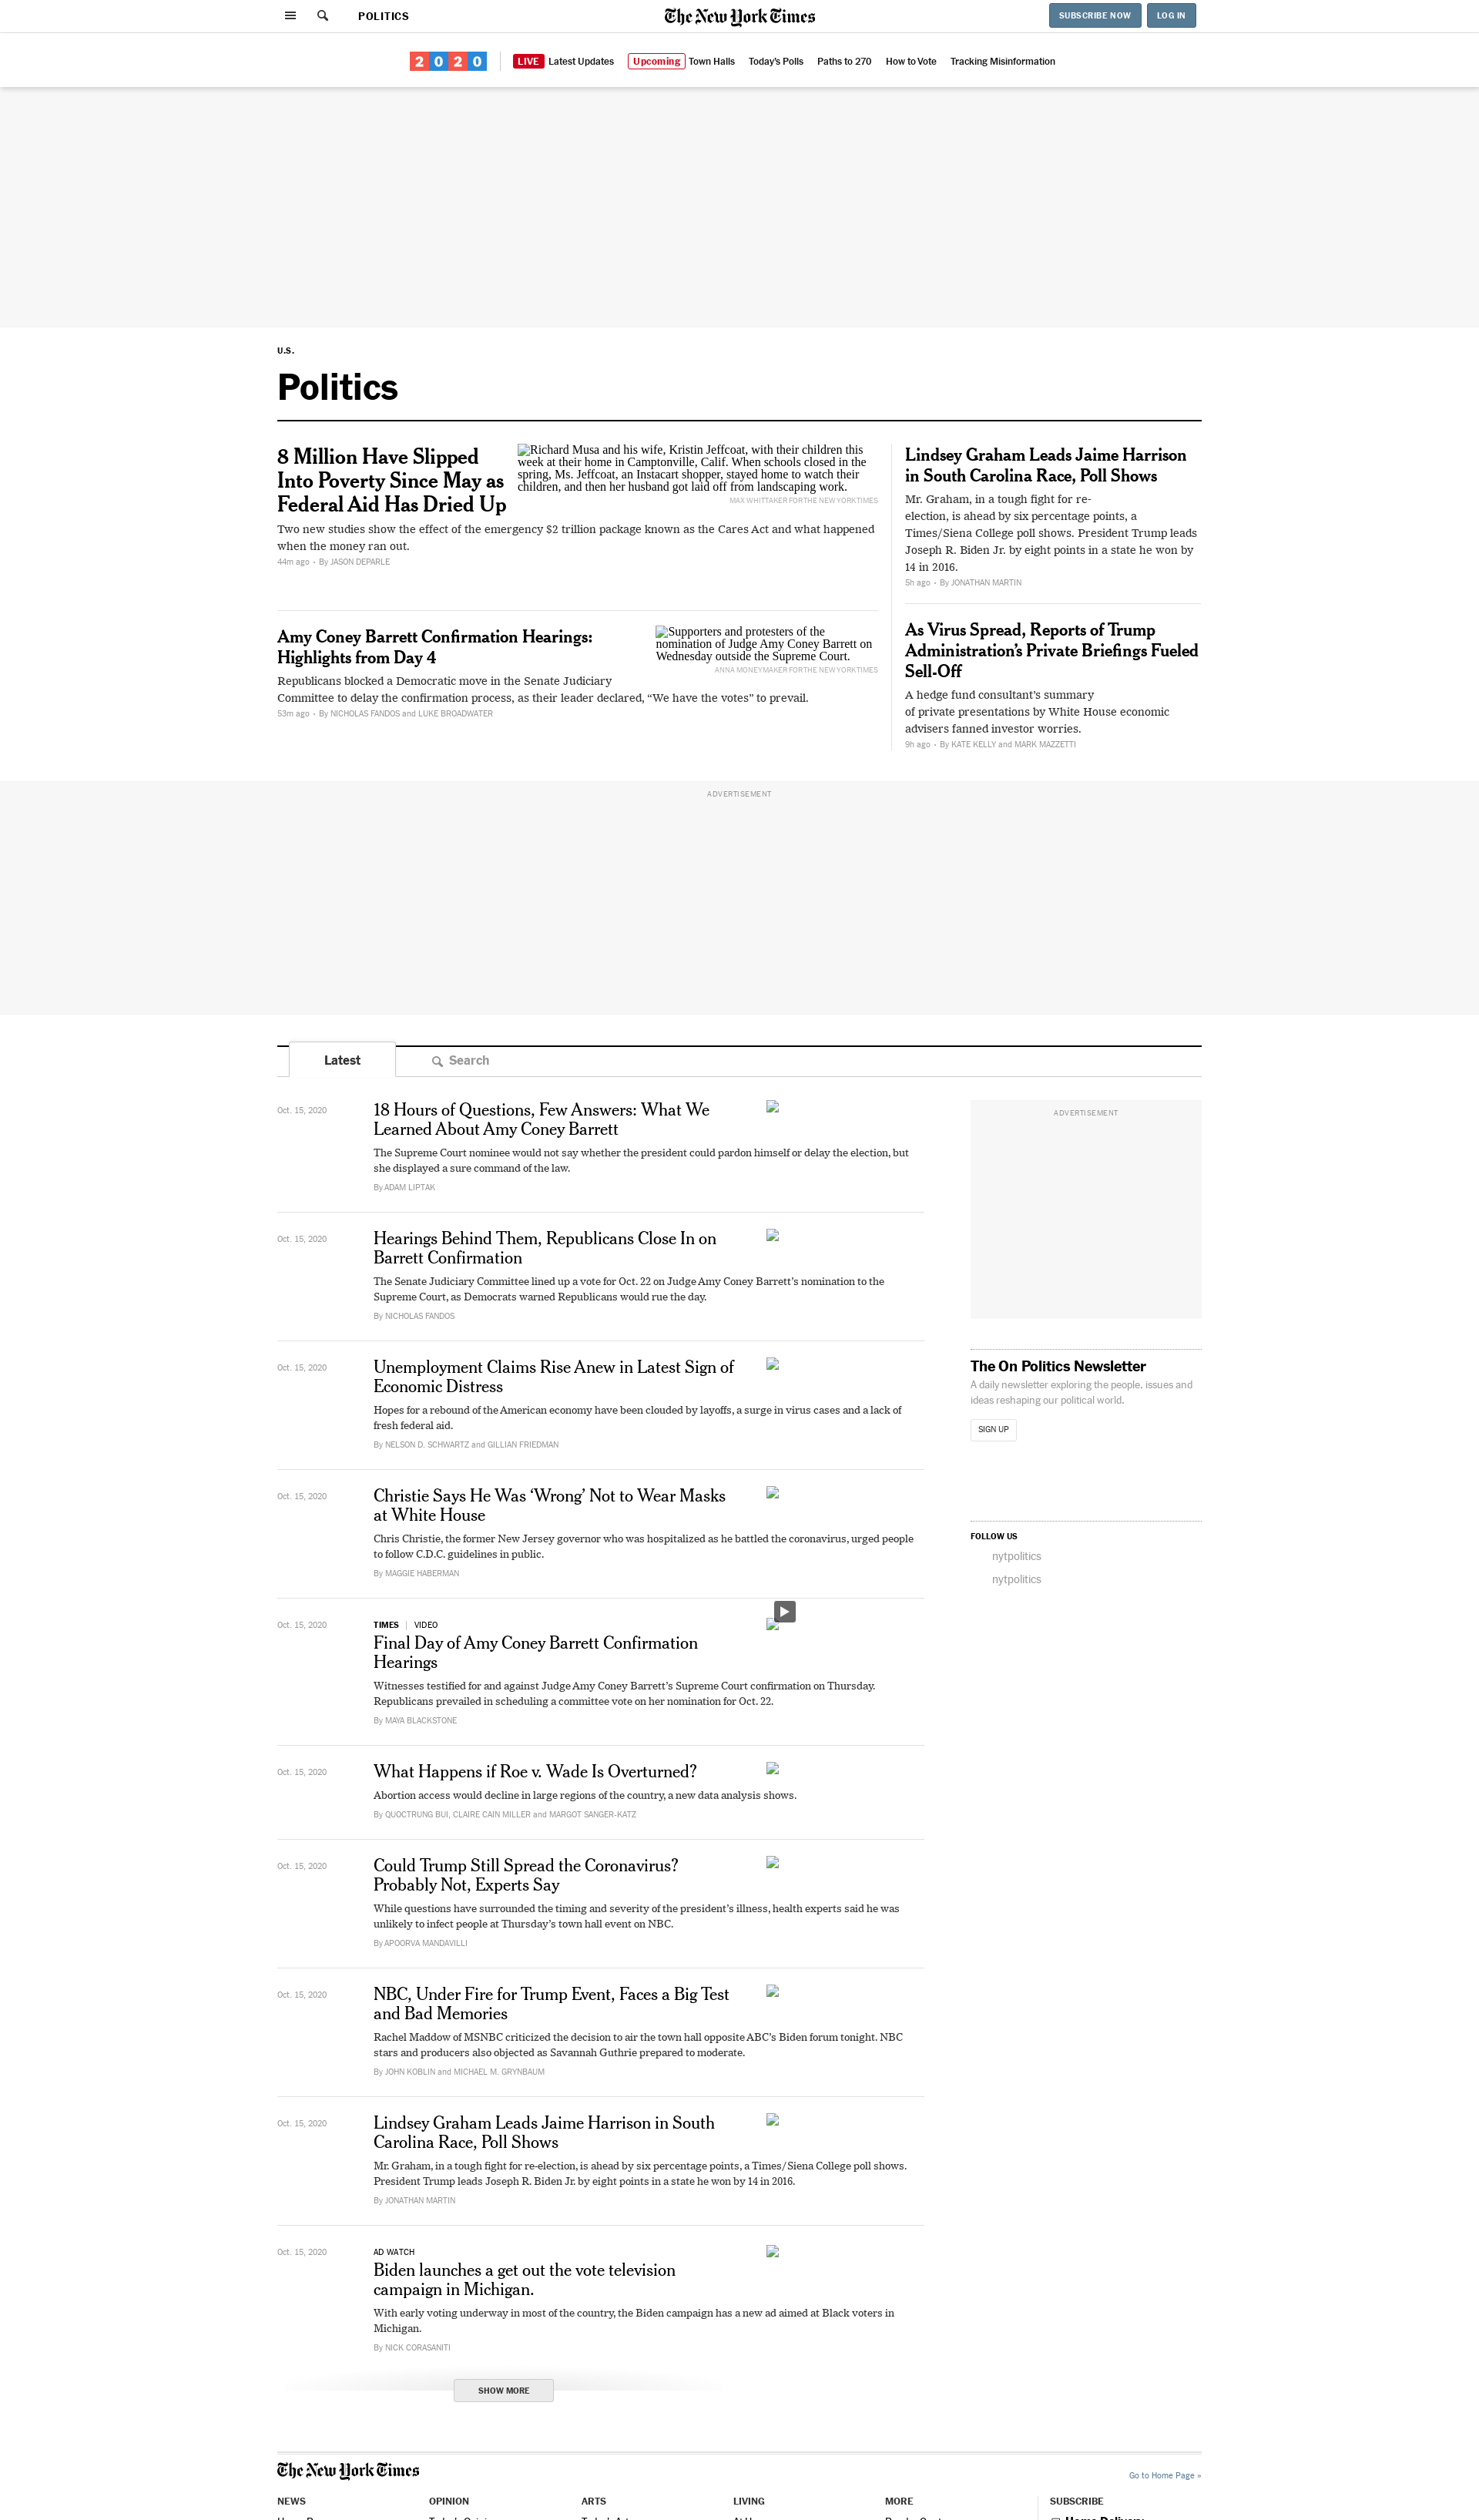 POLITICS
The New York Times
SUBSCRIBE NOW
LOG IN
2020
LIVE Latest Updates
Upcoming Town Halls
Today's Polls
Paths to 270
How to Vote
Tracking Misinformation
U.S.
Politics
8 Million Have Slipped
Into Poverty Since May as
Federal Aid Has Dried Up
Richard Musa and his wife, Kristin Jeffcoat, with their children this
week at their home in Camptonville, Calif. When schools closed in the
spring, Ms. Jeffcoat, an Instacart shopper, stayed home to watch their
children, and then her husband got laid off from landscaping work.
MAX WHITTAKER FOR THE NEW YORK TIMES
Two new studies show the effect of the emergency $2 trillion package known as the Cares Act and what happened
when the money ran out.
44m ago • By JASON DEPARLE
Amy Coney Barrett Confirmation Hearings:
Highlights from Day 4
Supporters and protesters of the
nomination of Judge Amy Coney Barrett on
Wednesday outside the Supreme Court.
ANNA MONEYMAKER FOR THE NEW YORK TIMES
Republicans blocked a Democratic move in the Senate Judiciary
Committee to delay the confirmation process, as their leader declared, “We have the votes” to prevail.
53m ago • By NICHOLAS FANDOS and LUKE BROADWATER
Lindsey Graham Leads Jaime Harrison
in South Carolina Race, Poll Shows
Mr. Graham, in a tough fight for re-
election, is ahead by six percentage points, a
Times/Siena College poll shows. President Trump leads
Joseph R. Biden Jr. by eight points in a state he won by
14 in 2016.
5h ago • By JONATHAN MARTIN
As Virus Spread, Reports of Trump
Administration’s Private Briefings Fueled
Sell-Off
A hedge fund consultant’s summary
of private presentations by White House economic
advisers fanned investor worries.
9h ago • By KATE KELLY and MARK MAZZETTI
ADVERTISEMENT
Latest
Search
Oct. 15, 2020
18 Hours of Questions, Few Answers: What We
Learned About Amy Coney Barrett
The Supreme Court nominee would not say whether the president could pardon himself or delay the election, but
she displayed a sure command of the law.
By ADAM LIPTAK
Oct. 15, 2020
Hearings Behind Them, Republicans Close In on
Barrett Confirmation
The Senate Judiciary Committee lined up a vote for Oct. 22 on Judge Amy Coney Barrett’s nomination to the
Supreme Court, as Democrats warned Republicans would rue the day.
By NICHOLAS FANDOS
Oct. 15, 2020
Unemployment Claims Rise Anew in Latest Sign of
Economic Distress
Hopes for a rebound of the American economy have been clouded by layoffs, a surge in virus cases and a lack of
fresh federal aid.
By NELSON D. SCHWARTZ and GILLIAN FRIEDMAN
Oct. 15, 2020
Christie Says He Was ‘Wrong’ Not to Wear Masks
at White House
Chris Christie, the former New Jersey governor who was hospitalized as he battled the coronavirus, urged people
to follow C.D.C. guidelines in public.
By MAGGIE HABERMAN
Oct. 15, 2020
TIMES | VIDEO
Final Day of Amy Coney Barrett Confirmation
Hearings
Witnesses testified for and against Judge Amy Coney Barrett’s Supreme Court confirmation on Thursday.
Republicans prevailed in scheduling a committee vote on her nomination for Oct. 22.
By MAYA BLACKSTONE
Oct. 15, 2020
What Happens if Roe v. Wade Is Overturned?
Abortion access would decline in large regions of the country, a new data analysis shows.
By QUOCTRUNG BUI, CLAIRE CAIN MILLER and MARGOT SANGER-KATZ
Oct. 15, 2020
Could Trump Still Spread the Coronavirus?
Probably Not, Experts Say
While questions have surrounded the timing and severity of the president’s illness, health experts said he was
unlikely to infect people at Thursday’s town hall event on NBC.
By APOORVA MANDAVILLI
Oct. 15, 2020
NBC, Under Fire for Trump Event, Faces a Big Test
and Bad Memories
Rachel Maddow of MSNBC criticized the decision to air the town hall opposite ABC’s Biden forum tonight. NBC
stars and producers also objected as Savannah Guthrie prepared to moderate.
By JOHN KOBLIN and MICHAEL M. GRYNBAUM
Oct. 15, 2020
Lindsey Graham Leads Jaime Harrison in South
Carolina Race, Poll Shows
Mr. Graham, in a tough fight for re-election, is ahead by six percentage points, a Times/Siena College poll shows.
President Trump leads Joseph R. Biden Jr. by eight points in a state he won by 14 in 2016.
By JONATHAN MARTIN
Oct. 15, 2020
AD WATCH
Biden launches a get out the vote television
campaign in Michigan.
With early voting underway in most of the country, the Biden campaign has a new ad aimed at Black voters in
Michigan.
By NICK CORASANITI
SHOW MORE
ADVERTISEMENT
The On Politics Newsletter
A daily newsletter exploring the people, issues and
ideas reshaping our political world.
SIGN UP
FOLLOW US
nytpolitics
nytpolitics
The New York Times
Go to Home Page »
NEWS
OPINION
ARTS
LIVING
MORE
SUBSCRIBE